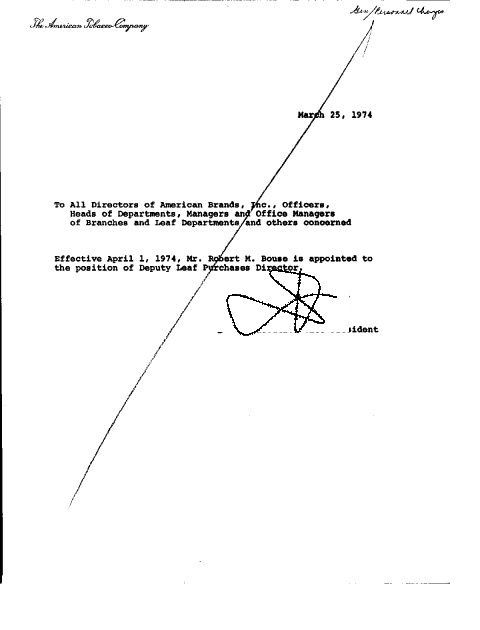 Gen/Personnel Changes
The American Tobacco Company
March 25, 1974
To All Directors of American Brands, Inc., Officers,
Heads of Departments, Managers and Office Managers
of Branches and Leaf Departments and others concerned
Effective April 1, 1974, Mr. Robert M. Bouse is appointed to
the position of Deputy Leaf Purchases Director.
ident